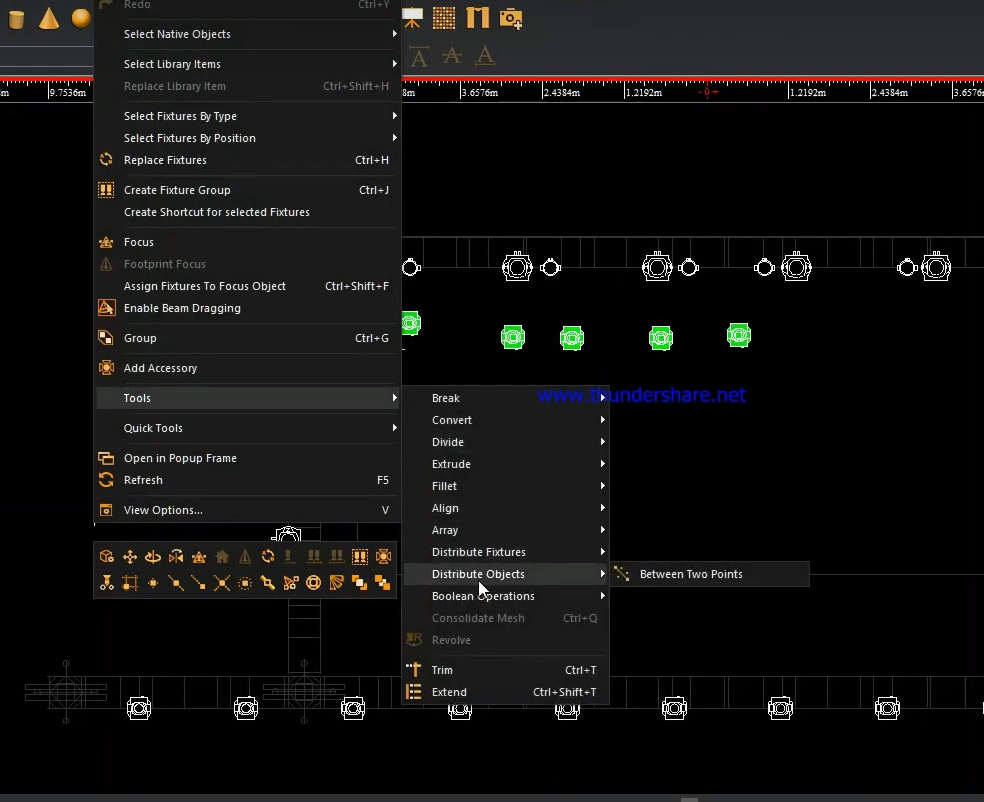 Redo Ctrl+Y
Select Native Objects
Select Library Items
Replace Library Item Ctrl+Shift+H
9.7536m
3.6576m
2.4384m
1.2192m
-0+
1.2192m
2.4384m
3.6576m
Select Fixtures By Type
Select Fixtures By Position
Replace Fixtures Ctrl+H
Create Fixture Group Ctrl+J
Create Shortcut for selected Fixtures
Focus
Footprint Focus
Assign Fixtures To Focus Object Ctrl+Shift+F
Enable Beam Dragging
Group Ctrl+G
Add Accessory
Tools
Quick Tools
Open in Popup Frame
Refresh F5
View Options... V
www.thundershare.net
Break
Convert
Divide
Extrude
Fillet
Align
Array
Distribute Fixtures
Distribute Objects
Boolean Operations
Consolidate Mesh Ctrl+Q
Revolve
Trim Ctrl+T
Extend Ctrl+Shift+T
Between Two Points